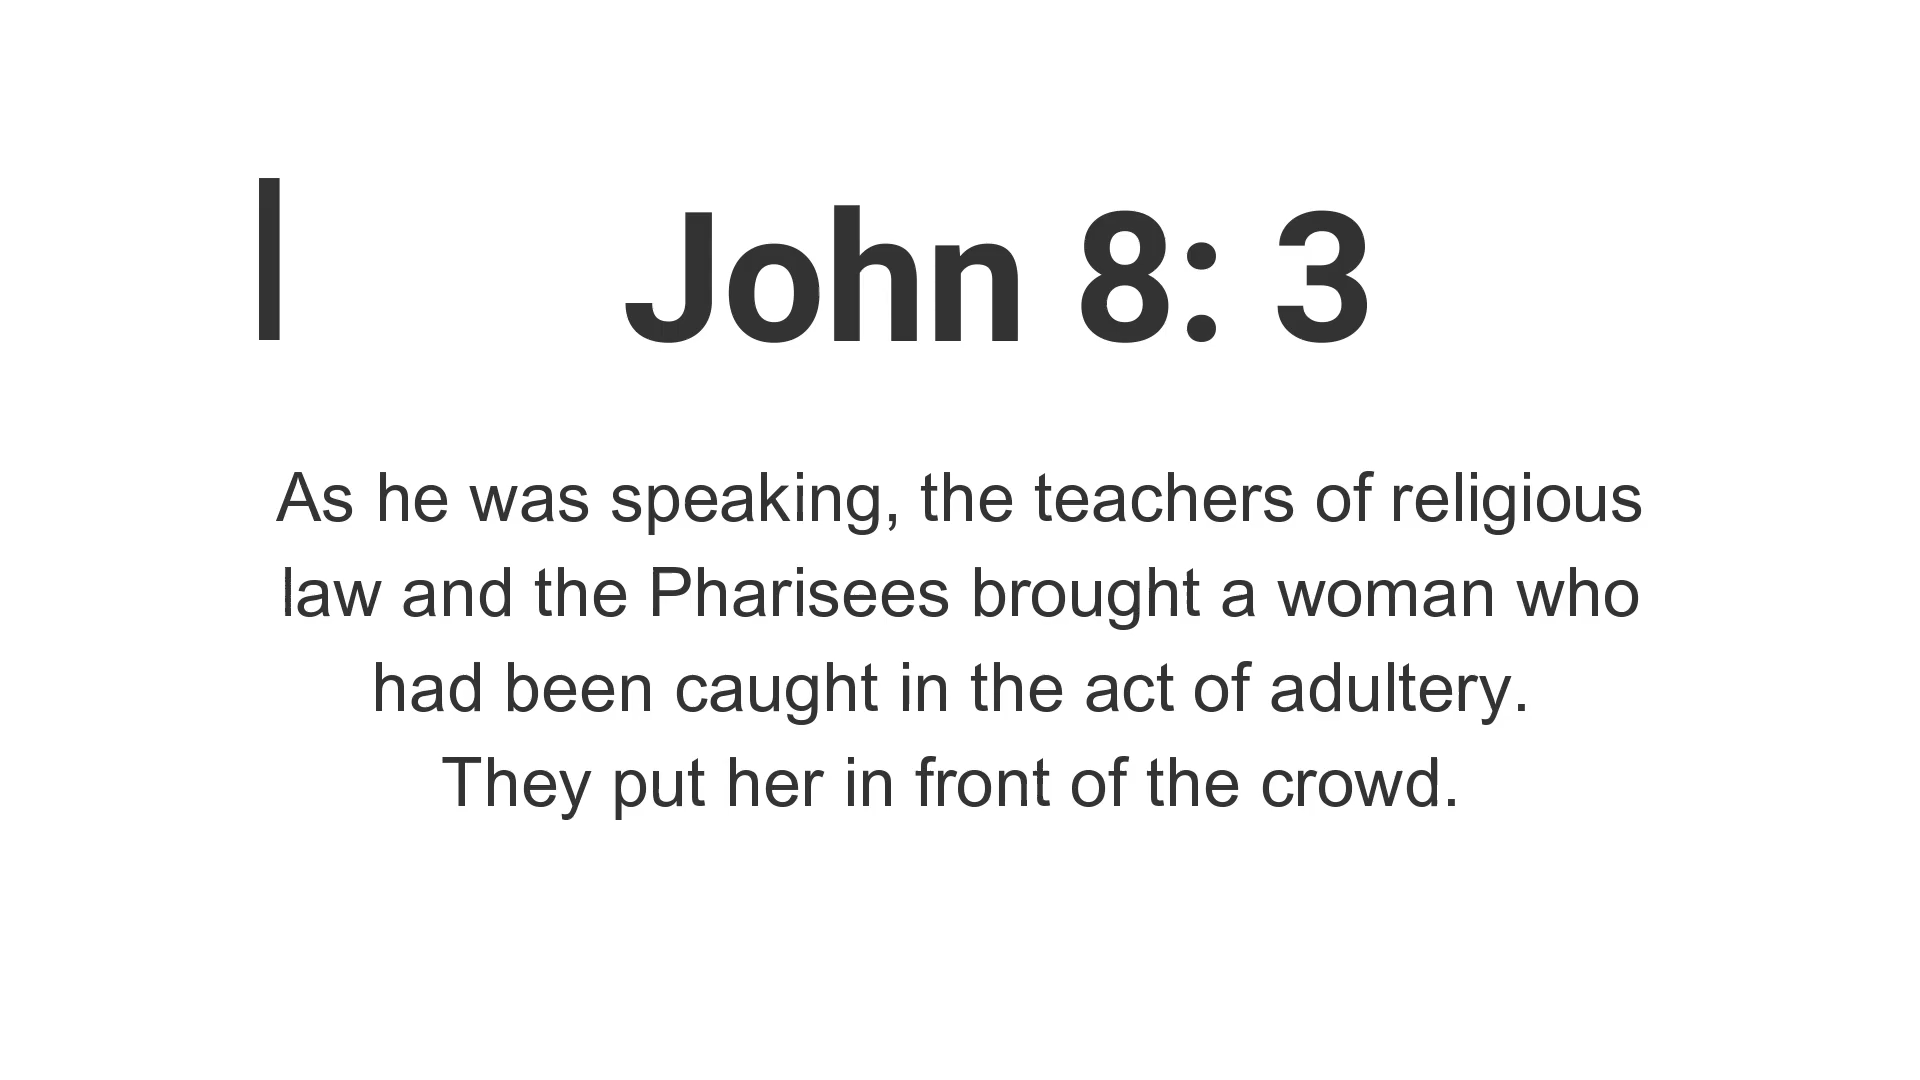 John 8: 3
As he was speaking, the teachers of religious
law and the Pharisees brought a woman who
had been caught in the act of adultery.
They put her in front of the crowd.